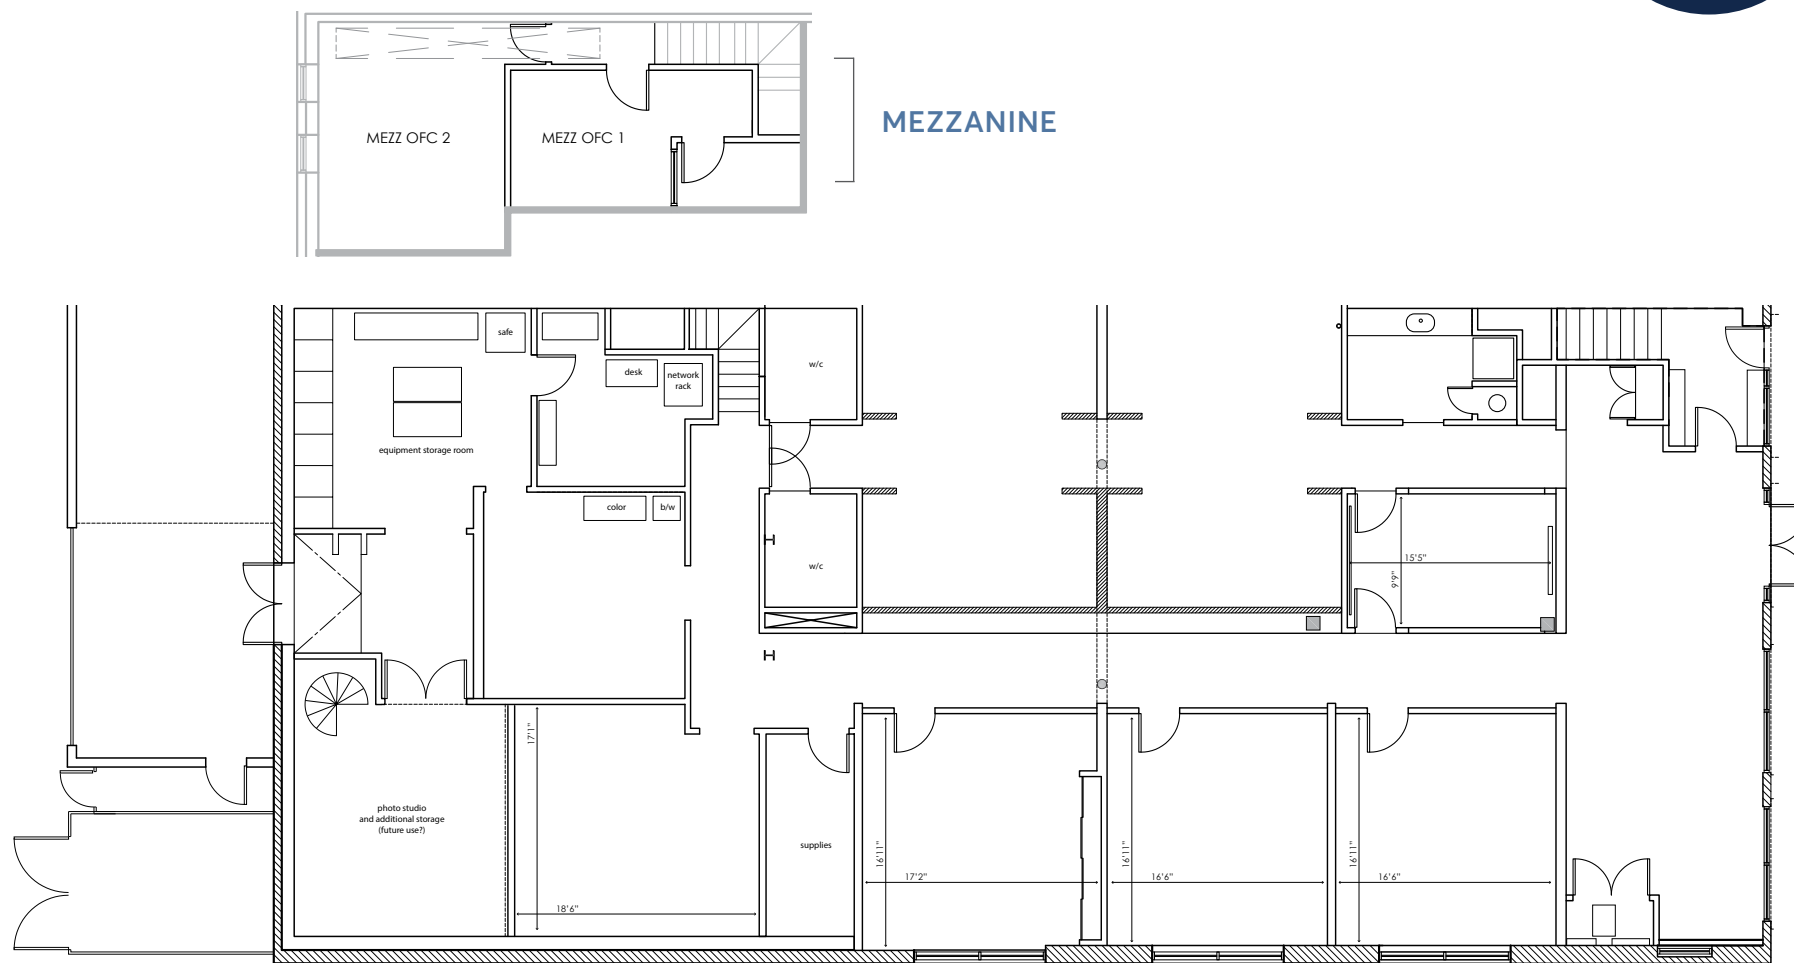 MEZZ OFC 2
MEZZ OFC 1
MEZZANINE
safe
desk
network
rack
w/c
equipment storage room
color
b/w
w/c
15'5"
9'9"
17'1"
photo studio
and additional storage
(future use?)
supplies
16'11"
16'11"
16'11"
17'2"
16'6"
16'6"
18'6"